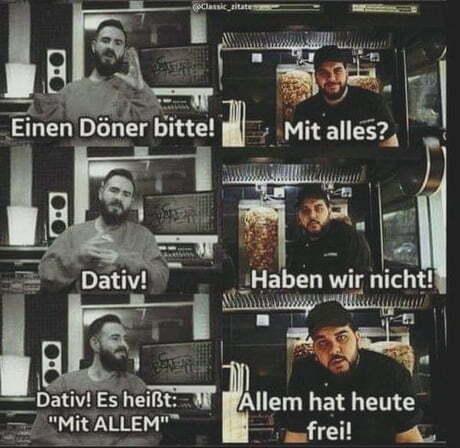 @Classic_zitate
Einen Döner bitte!
Mit alles?
Dativ!
Haben wir nicht!
Dativ! Es heißt:
"Mit ALLEM"
Allem hat heute
frei!